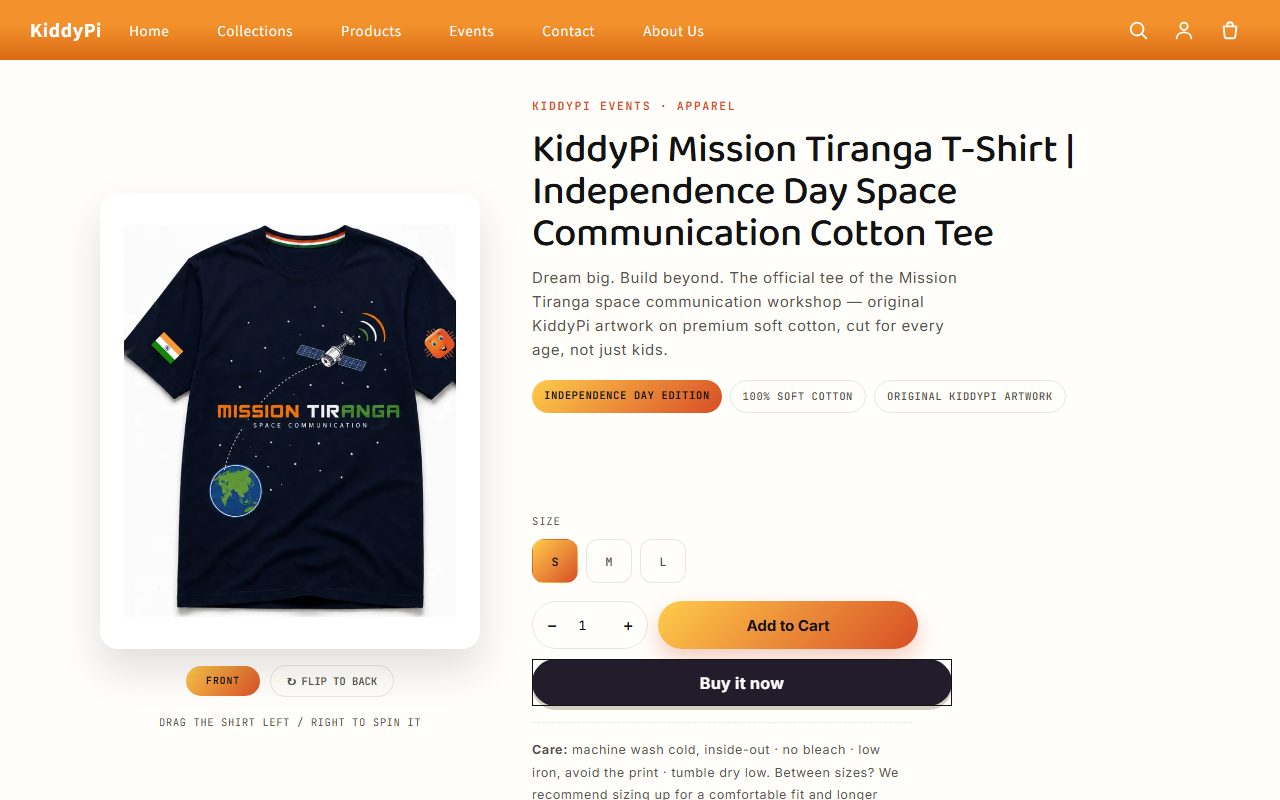 KiddyPi Home Collections Products Events Contact About Us
KIDDYPI EVENTS · APPAREL
KiddyPi Mission Tiranga T-Shirt |
Independence Day Space
Communication Cotton Tee
Dream big. Build beyond. The official tee of the Mission
Tiranga space communication workshop — original
KiddyPi artwork on premium soft cotton, cut for every
age, not just kids.
INDEPENDENCE DAY EDITION 100% SOFT COTTON ORIGINAL KIDDYPI ARTWORK
MISSION TIRANGA
SPACE COMMUNICATION
SIZE
S M L
− 1 + Add to Cart
Buy it now
FRONT ↻ FLIP TO BACK
DRAG THE SHIRT LEFT / RIGHT TO SPIN IT
Care: machine wash cold, inside-out · no bleach · low
iron, avoid the print · tumble dry low. Between sizes? We
recommend sizing up for a comfortable fit and longer